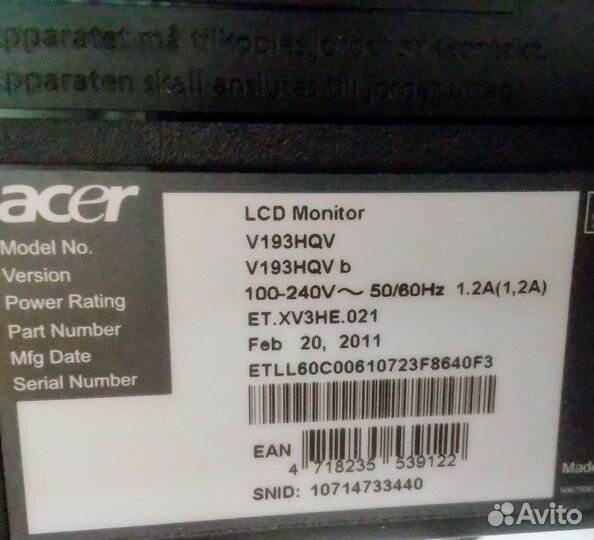 Apparatet må tilkoples jordet stikkontakt.
Apparaten skall anslutas till jordat uttag.
acer
LCD Monitor
Model No. V193HQV
Version V193HQV b
Power Rating 100-240V~ 50/60Hz 1.2A(1,2A)
Part Number ET.XV3HE.021
Mfg Date Feb 20, 2011
Serial Number ETLL60C00610723F8640F3
EAN
4 718235 539122
SNID: 10714733440
Made
Avito